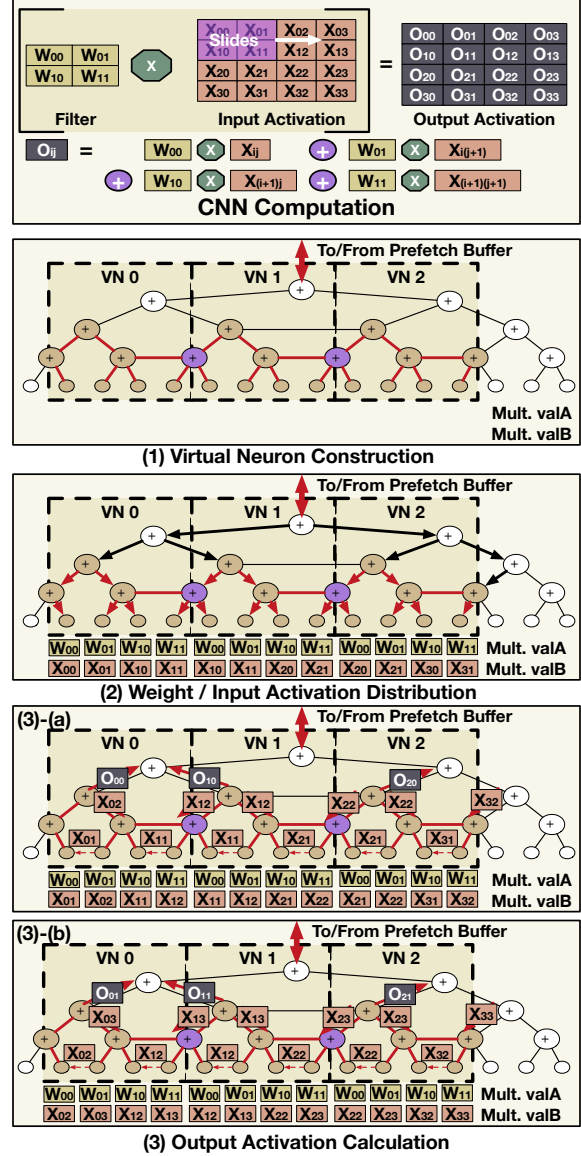 W00 W01 X X00 X01 X02 X03 = O00 O01 O02 O03
Slides
W10 W11 X10 X11 X12 X13 O10 O11 O12 O13
X20 X21 X22 X23 O20 O21 O22 O23
X30 X31 X32 X33 O30 O31 O32 O33
Filter Input Activation Output Activation
Oij = W00 X Xij + W01 X Xi(j+1)
+ W10 X X(i+1)j + W11 X X(i+1)(j+1)
CNN Computation
To/From Prefetch Buffer
VN 0 VN 1 VN 2
+
+ +
+ + +
+ + + + + + + +
Mult. valA
Mult. valB
(1) Virtual Neuron Construction
To/From Prefetch Buffer
VN 0 VN 1 VN 2
+
+ +
+ + + +
+ + + + + + + +
W00 W01 W10 W11 W00 W01 W10 W11 W00 W01 W10 W11 Mult. valA
X00 X01 X10 X11 X10 X11 X20 X21 X20 X21 X30 X31 Mult. valB
(2) Weight / Input Activation Distribution
(3)-(a)
To/From Prefetch Buffer
VN 0 VN 1 VN 2
+
O00 + O10 O20 +
+ X02 X12 + X12 X22 + X22 X32 +
+ X01 + X11 + X11 + X21 + X21 + X31 + +
W00 W01 W10 W11 W00 W01 W10 W11 W00 W01 W10 W11 Mult. valA
X01 X02 X11 X12 X11 X12 X21 X22 X21 X22 X31 X32 Mult. valB
(3)-(b)
To/From Prefetch Buffer
VN 0 VN 1 VN 2
+
O01 + O11 O21 +
+ X03 X13 + X13 X23 + X23 X33 +
+ X02 + X12 + X12 + X22 + X22 + X32 + +
W00 W01 W10 W11 W00 W01 W10 W11 W00 W01 W10 W11 Mult. valA
X02 X03 X12 X13 X12 X13 X22 X23 X22 X23 X32 X33 Mult. valB
(3) Output Activation Calculation